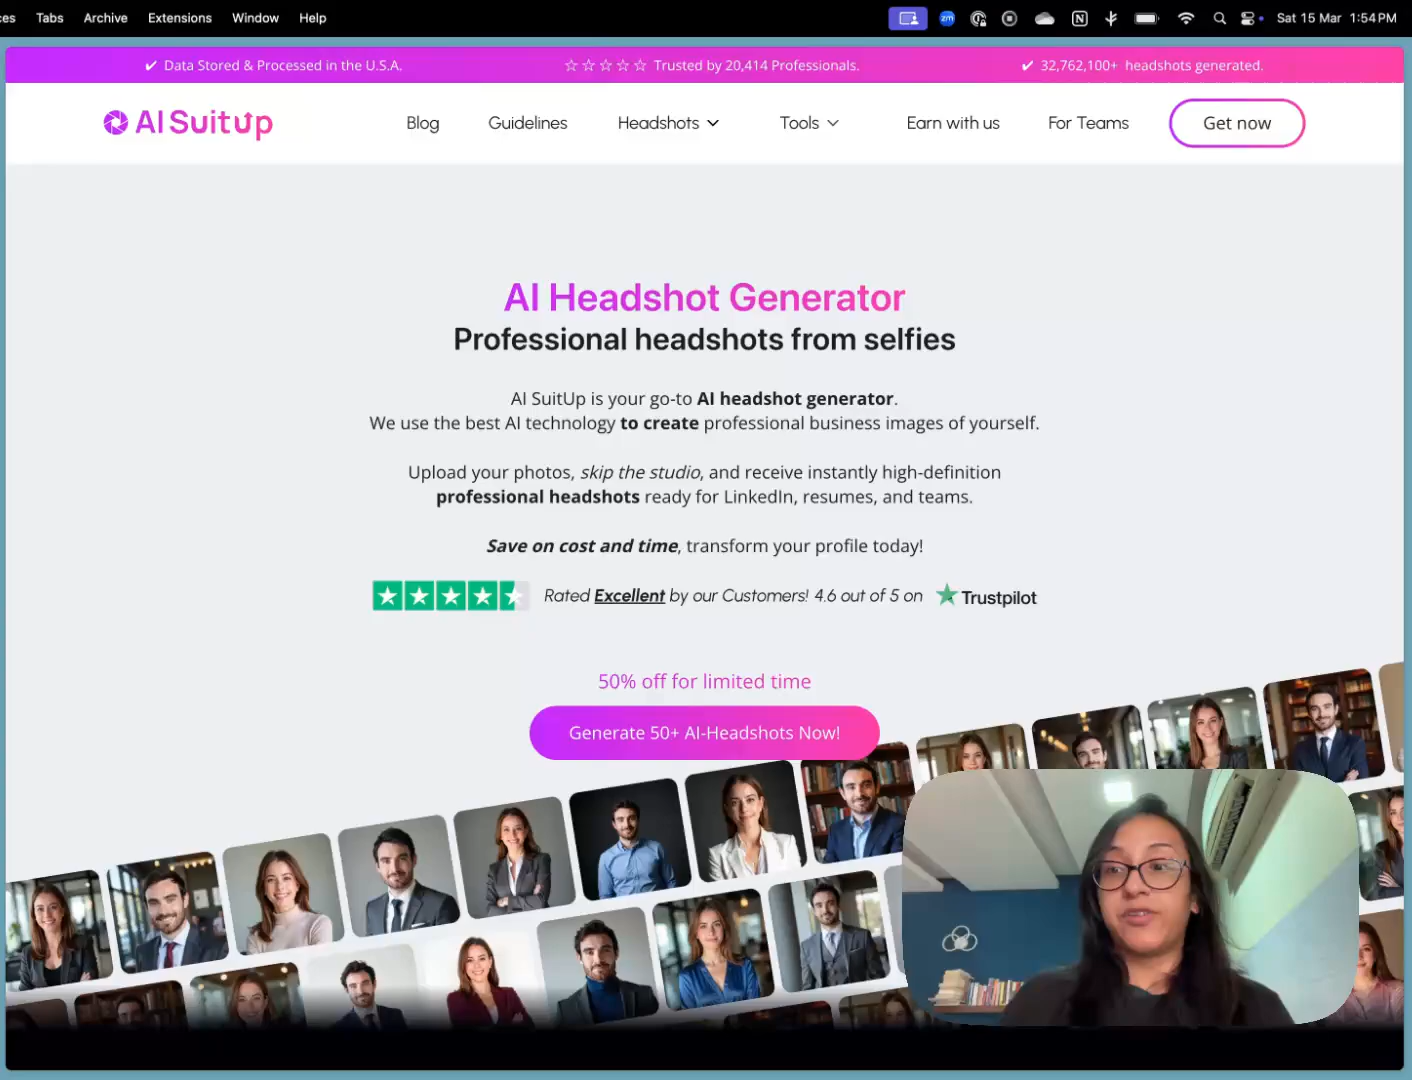 Tabs Archive Extensions Window Help zm N Sat 15 Mar 1:54 PM
✔ Data Stored & Processed in the U.S.A. ☆☆☆☆☆ Trusted by 20,414 Professionals. ✔ 32,762,100+ headshots generated.
AI SuitUp Blog Guidelines Headshots Tools Earn with us For Teams Get now
AI Headshot Generator
Professional headshots from selfies
AI SuitUp is your go-to AI headshot generator.
We use the best AI technology to create professional business images of yourself.
Upload your photos, skip the studio, and receive instantly high-definition
professional headshots ready for LinkedIn, resumes, and teams.
Save on cost and time, transform your profile today!
Rated Excellent by our Customers! 4.6 out of 5 on Trustpilot
50% off for limited time
Generate 50+ AI-Headshots Now!